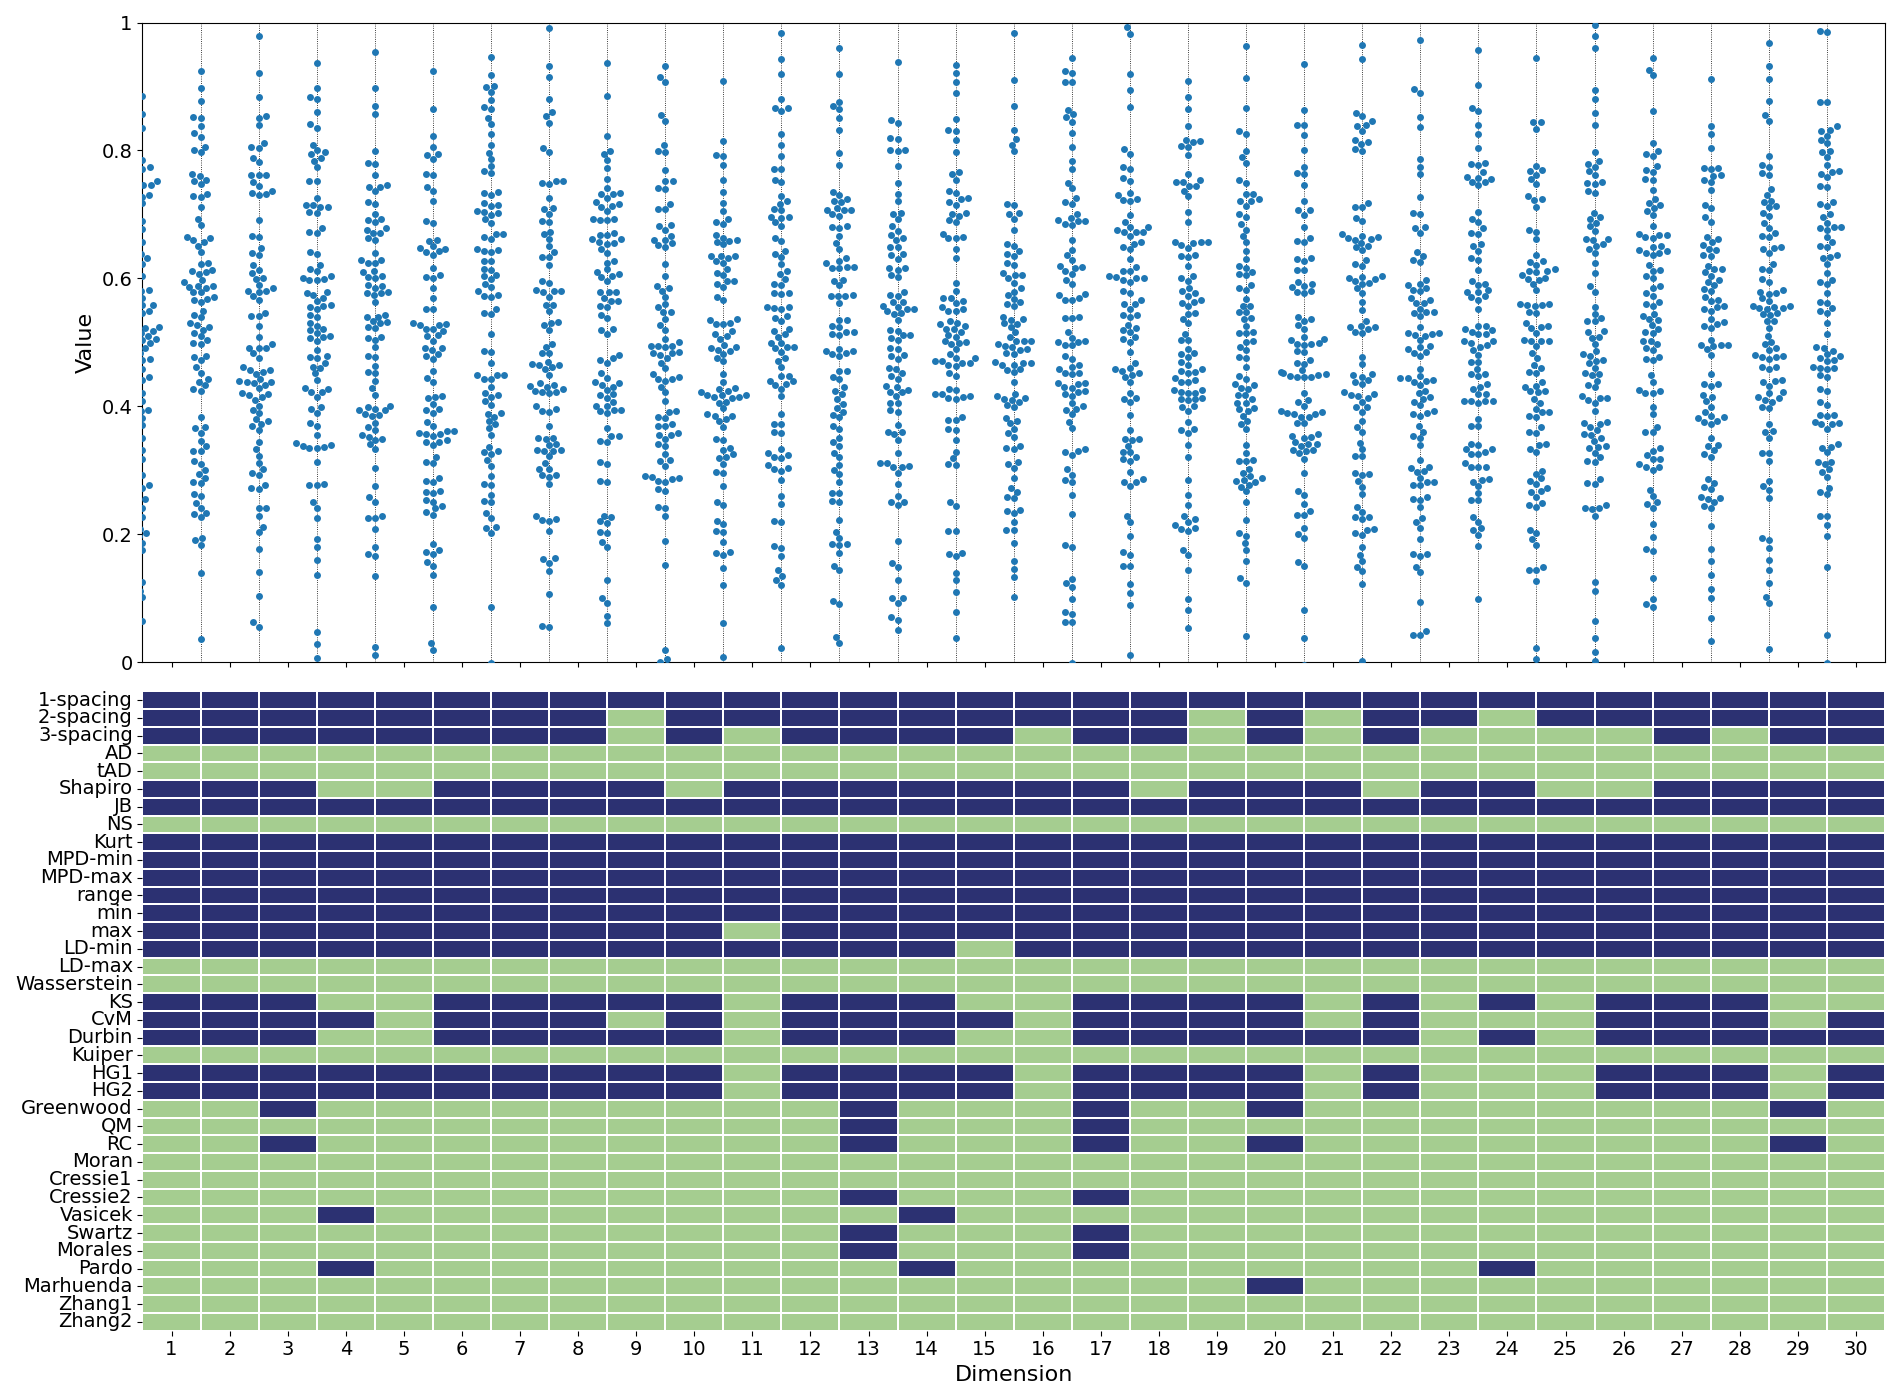 1
0.8
0.6
Value
0.4
0.2
0
1-spacing
2-spacing
3-spacing
AD
tAD
Shapiro
JB
NS
Kurt
MPD-min
MPD-max
range
min
max
LD-min
LD-max
Wasserstein
KS
CvM
Durbin
Kuiper
HG1
HG2
Greenwood
QM
RC
Moran
Cressie1
Cressie2
Vasicek
Swartz
Morales
Pardo
Marhuenda
Zhang1
Zhang2
1 2 3 4 5 6 7 8 9 10 11 12 13 14 15 16 17 18 19 20 21 22 23 24 25 26 27 28 29 30
Dimension